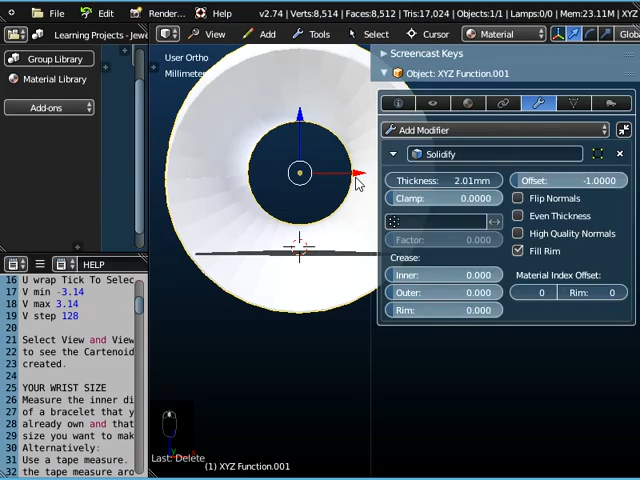 File Edit Render... Help v2.74 | Verts:8,514 | Faces:8,512 | Tris:17,024 | Objects:1/1 | Lamps:0/0 | Mem:23.11M | XYZ
Learning Projects - Jew
View Add Tools Select Cursor Material Globa
Group Library
Material Library
Add-ons
User Ortho
Millimeter
Screencast Keys
Object: XYZ Function.001
Add Modifier
Solidify
Thickness: 2.01mm
Clamp: 0.0000
Factor: 0.000
Crease:
Inner: 0.000
Outer: 0.000
Rim: 0.000
Offset: -1.0000
Flip Normals
Even Thickness
High Quality Normals
Fill Rim
Material Index Offset:
0 Rim: 0
HELP
16 U wrap Tick To Selec
17 V min -3.14
18 V max 3.14
19 V step 128
20
21 Select View and View
22 to see the Cartenoid
23 created.
24
25 YOUR WRIST SIZE
26 Measure the inner di
27 of a bracelet that y
28 already own and that
29 size you want to mak
30 Alternatively:
31 Use a tape measure.
32 the tape measure aro
Last: Delete
(1) XYZ Function.001